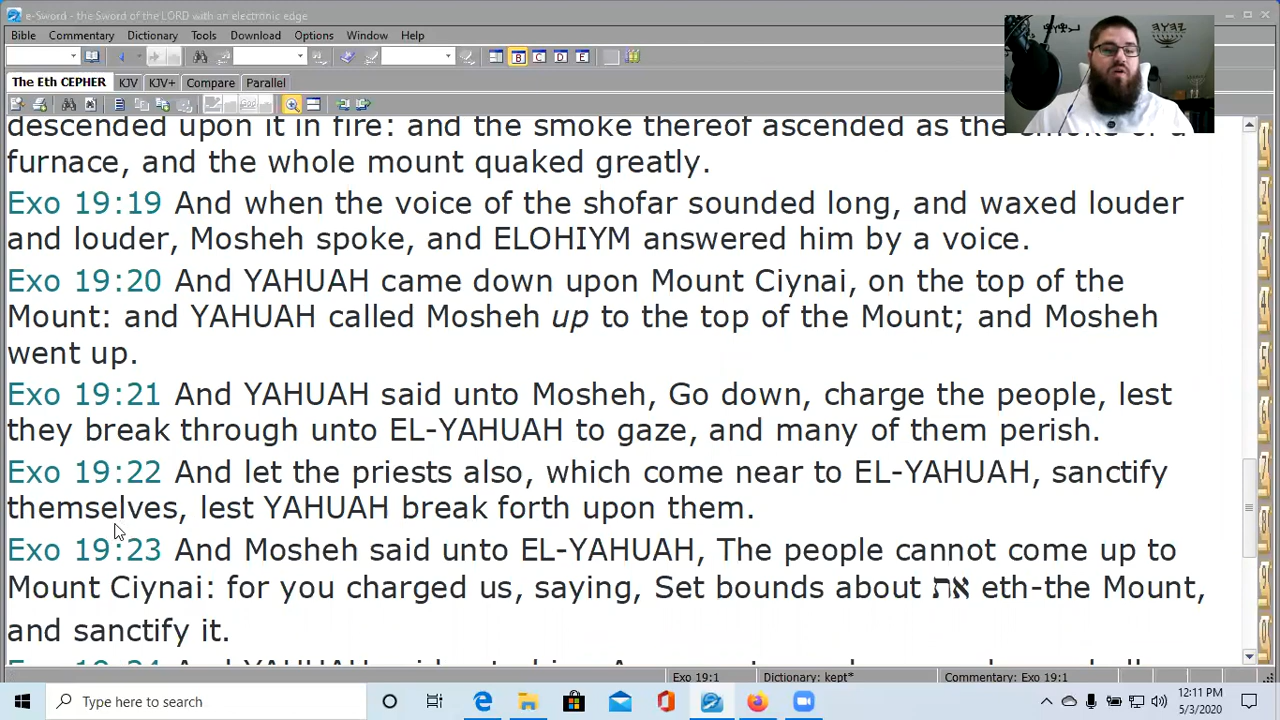 e-Sword - the Sword of the LORD with an electronic edge
Bible Commentary Dictionary Tools Download Options Window Help
B C D E
The Eth CEPHER KJV KJV+ Compare Parallel
descended upon it in fire: and the smoke thereof ascended as the smoke of a
furnace, and the whole mount quaked greatly.
Exo 19:19 And when the voice of the shofar sounded long, and waxed louder
and louder, Mosheh spoke, and ELOHIYM answered him by a voice.
Exo 19:20 And YAHUAH came down upon Mount Ciynai, on the top of the
Mount: and YAHUAH called Mosheh up to the top of the Mount; and Mosheh
went up.
Exo 19:21 And YAHUAH said unto Mosheh, Go down, charge the people, lest
they break through unto EL-YAHUAH to gaze, and many of them perish.
Exo 19:22 And let the priests also, which come near to EL-YAHUAH, sanctify
themselves, lest YAHUAH break forth upon them.
Exo 19:23 And Mosheh said unto EL-YAHUAH, The people cannot come up to
Mount Ciynai: for you charged us, saying, Set bounds about את eth-the Mount,
and sanctify it.
Exo 19:1 Dictionary: kept* Commentary: Exo 19:1
Type here to search
12:11 PM
5/3/2020